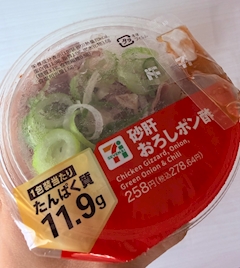 砂肝
おろしポン酢
Chicken Gizzard, Onion,
Green Onion & Chili
258円(税込278.64円)
1包装当たり
たんぱく質
11.9g